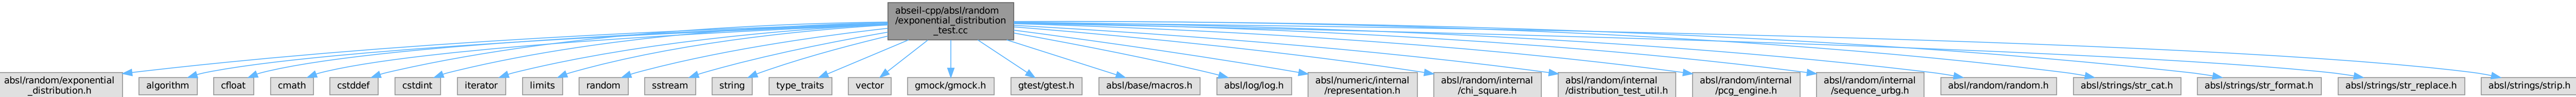 abseil-cpp/absl/random
/exponential_distribution
_test.cc
absl/random/exponential
_distribution.h
algorithm
cfloat
cmath
cstddef
cstdint
iterator
limits
random
sstream
string
type_traits
vector
gmock/gmock.h
gtest/gtest.h
absl/base/macros.h
absl/log/log.h
absl/numeric/internal
/representation.h
absl/random/internal
/chi_square.h
absl/random/internal
/distribution_test_util.h
absl/random/internal
/pcg_engine.h
absl/random/internal
/sequence_urbg.h
absl/random/random.h
absl/strings/str_cat.h
absl/strings/str_format.h
absl/strings/str_replace.h
absl/strings/strip.h